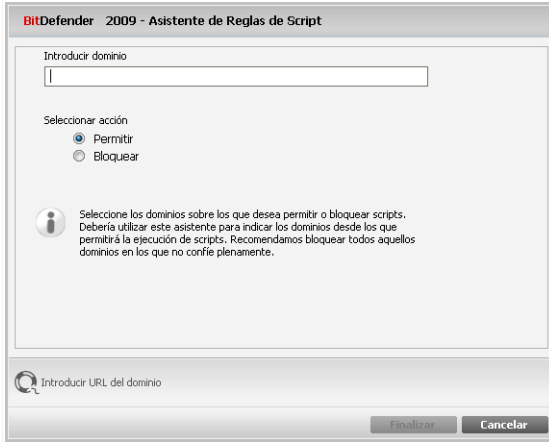 BitDefender 2009 - Asistente de Reglas de Script
Introducir dominio
Seleccionar acción
Permitir
Bloquear
Seleccione los dominios sobre los que desea permitir o bloquear scripts.
Debería utilizar este asistente para indicar los dominios desde los que
permitirá la ejecución de scripts. Recomendamos bloquear todos aquellos
dominios en los que no confíe plenamente.
Introducir URL del dominio
Finalizar Cancelar